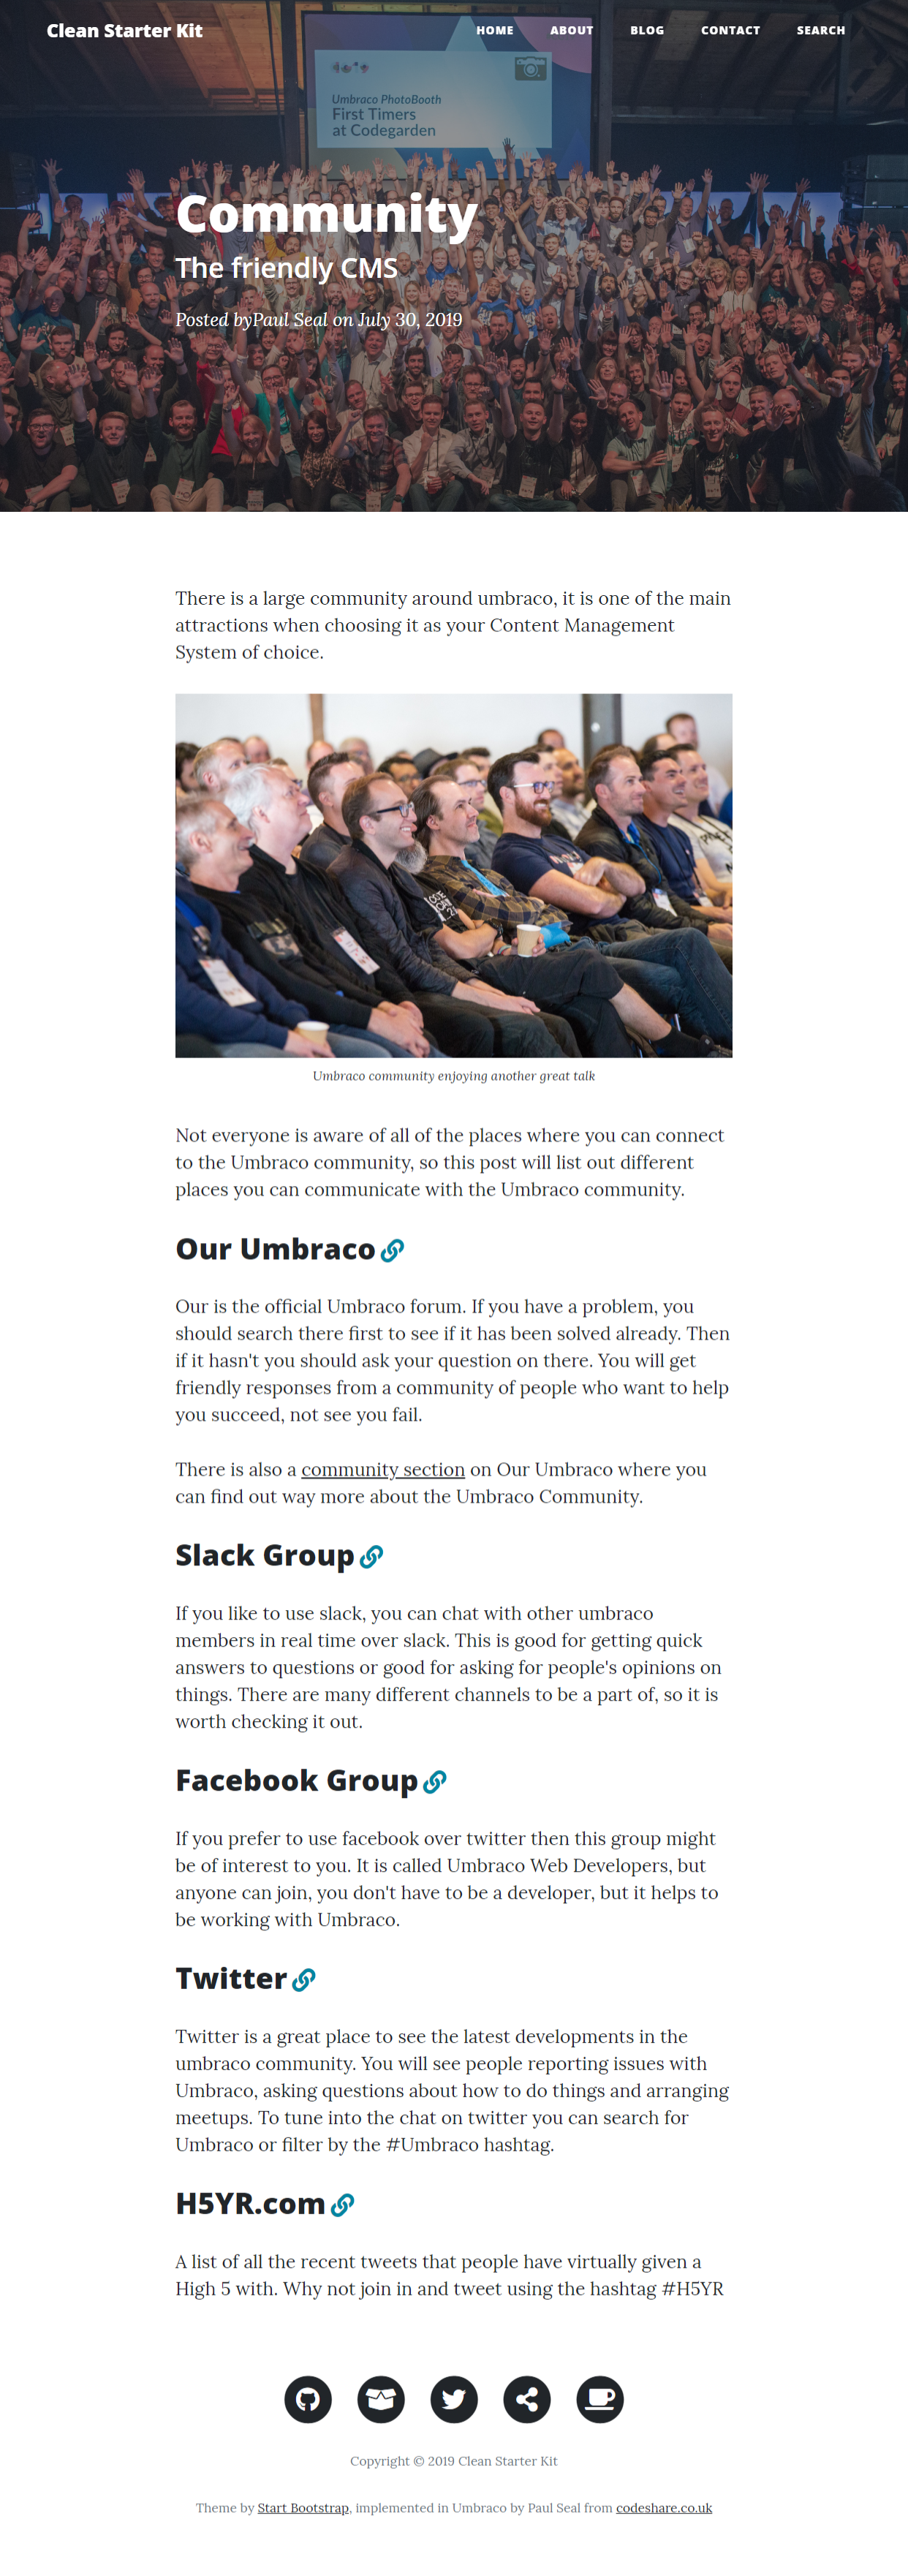 Clean Starter Kit
HOME ABOUT BLOG CONTACT SEARCH
Umbraco PhotoBooth
First Timers
at Codegarden
Community
The friendly CMS
Posted byPaul Seal on July 30, 2019
There is a large community around umbraco, it is one of the main
attractions when choosing it as your Content Management
System of choice.
Umbraco community enjoying another great talk
Not everyone is aware of all of the places where you can connect
to the Umbraco community, so this post will list out different
places you can communicate with the Umbraco community.
Our Umbraco
Our is the official Umbraco forum. If you have a problem, you
should search there first to see if it has been solved already. Then
if it hasn't you should ask your question on there. You will get
friendly responses from a community of people who want to help
you succeed, not see you fail.
There is also a community section on Our Umbraco where you
can find out way more about the Umbraco Community.
Slack Group
If you like to use slack, you can chat with other umbraco
members in real time over slack. This is good for getting quick
answers to questions or good for asking for people's opinions on
things. There are many different channels to be a part of, so it is
worth checking it out.
Facebook Group
If you prefer to use facebook over twitter then this group might
be of interest to you. It is called Umbraco Web Developers, but
anyone can join, you don't have to be a developer, but it helps to
be working with Umbraco.
Twitter
Twitter is a great place to see the latest developments in the
umbraco community. You will see people reporting issues with
Umbraco, asking questions about how to do things and arranging
meetups. To tune into the chat on twitter you can search for
Umbraco or filter by the #Umbraco hashtag.
H5YR.com
A list of all the recent tweets that people have virtually given a
High 5 with. Why not join in and tweet using the hashtag #H5YR
Copyright © 2019 Clean Starter Kit
Theme by Start Bootstrap, implemented in Umbraco by Paul Seal from codeshare.co.uk